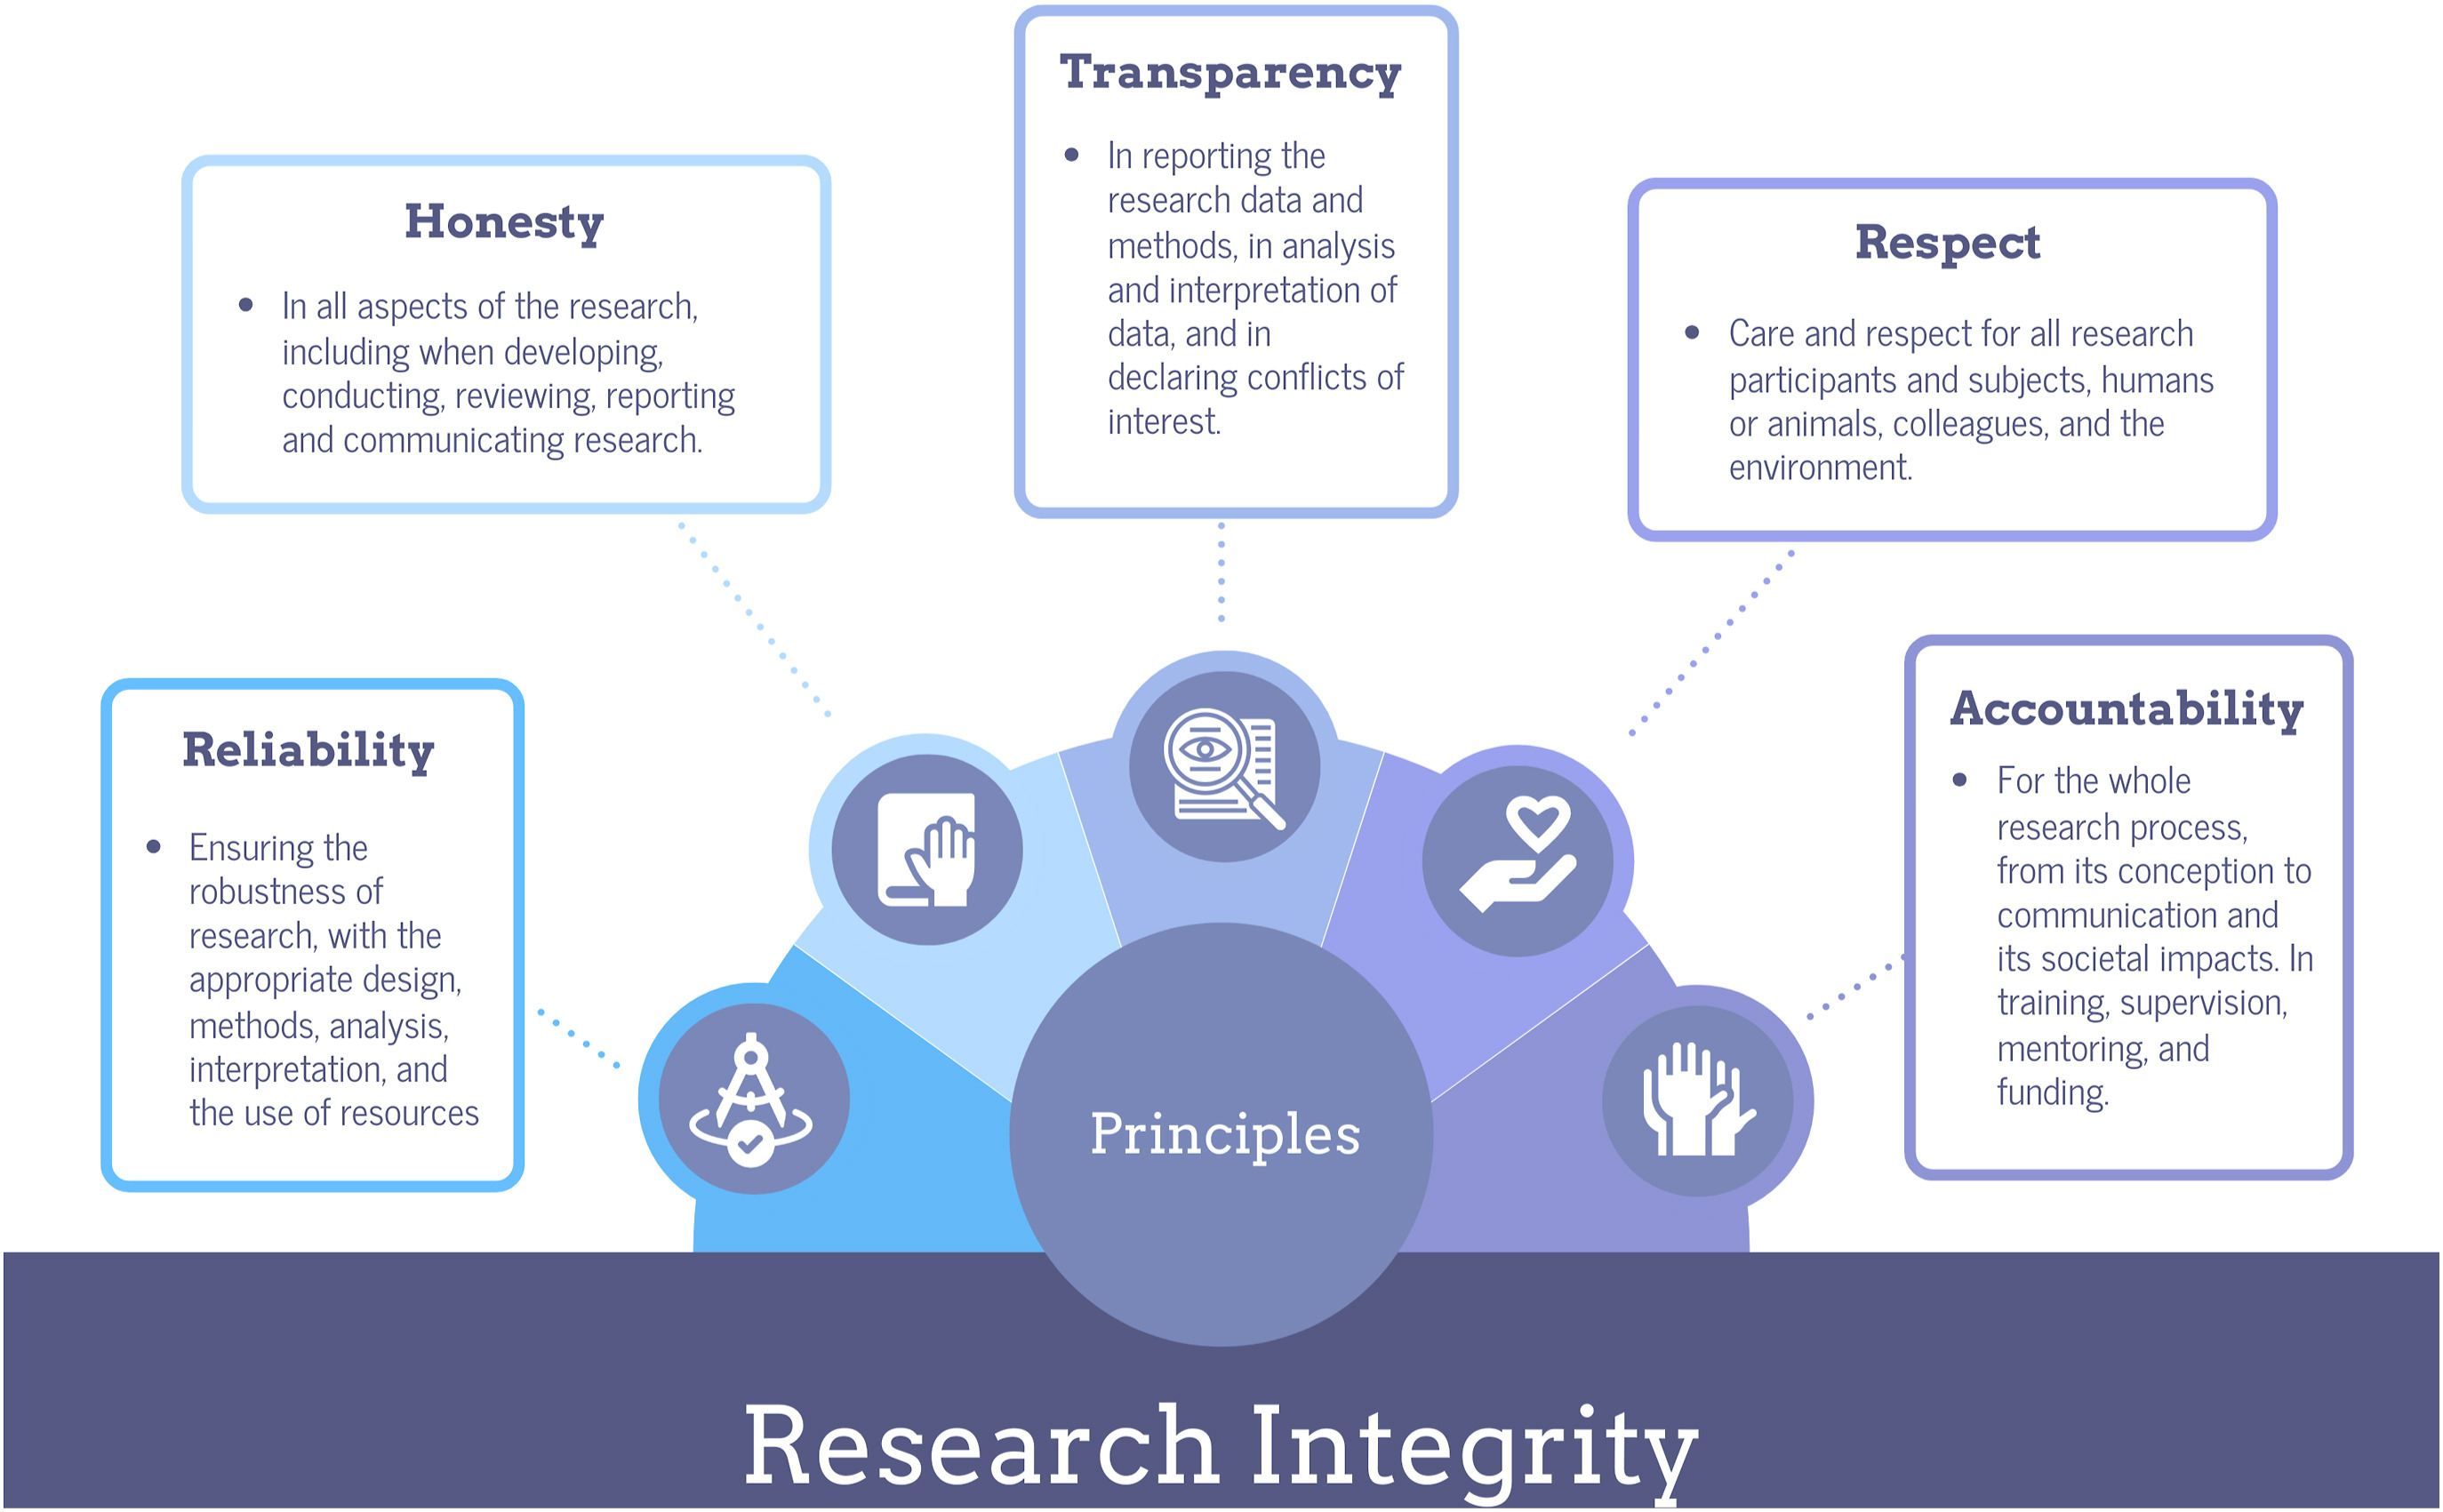 Transparency
• In reporting the
research data and
methods, in analysis
and interpretation of
data, and in
declaring conflicts of
interest.
Honesty
• In all aspects of the research,
including when developing,
conducting, reviewing, reporting
and communicating research.
Respect
• Care and respect for all research
participants and subjects, humans
or animals, colleagues, and the
environment.
Reliability
• Ensuring the
robustness of
research, with the
appropriate design,
methods, analysis,
interpretation, and
the use of resources
Accountability
• For the whole
research process,
from its conception to
communication and
its societal impacts. In
training, supervision,
mentoring, and
funding.
Principles
Research Integrity